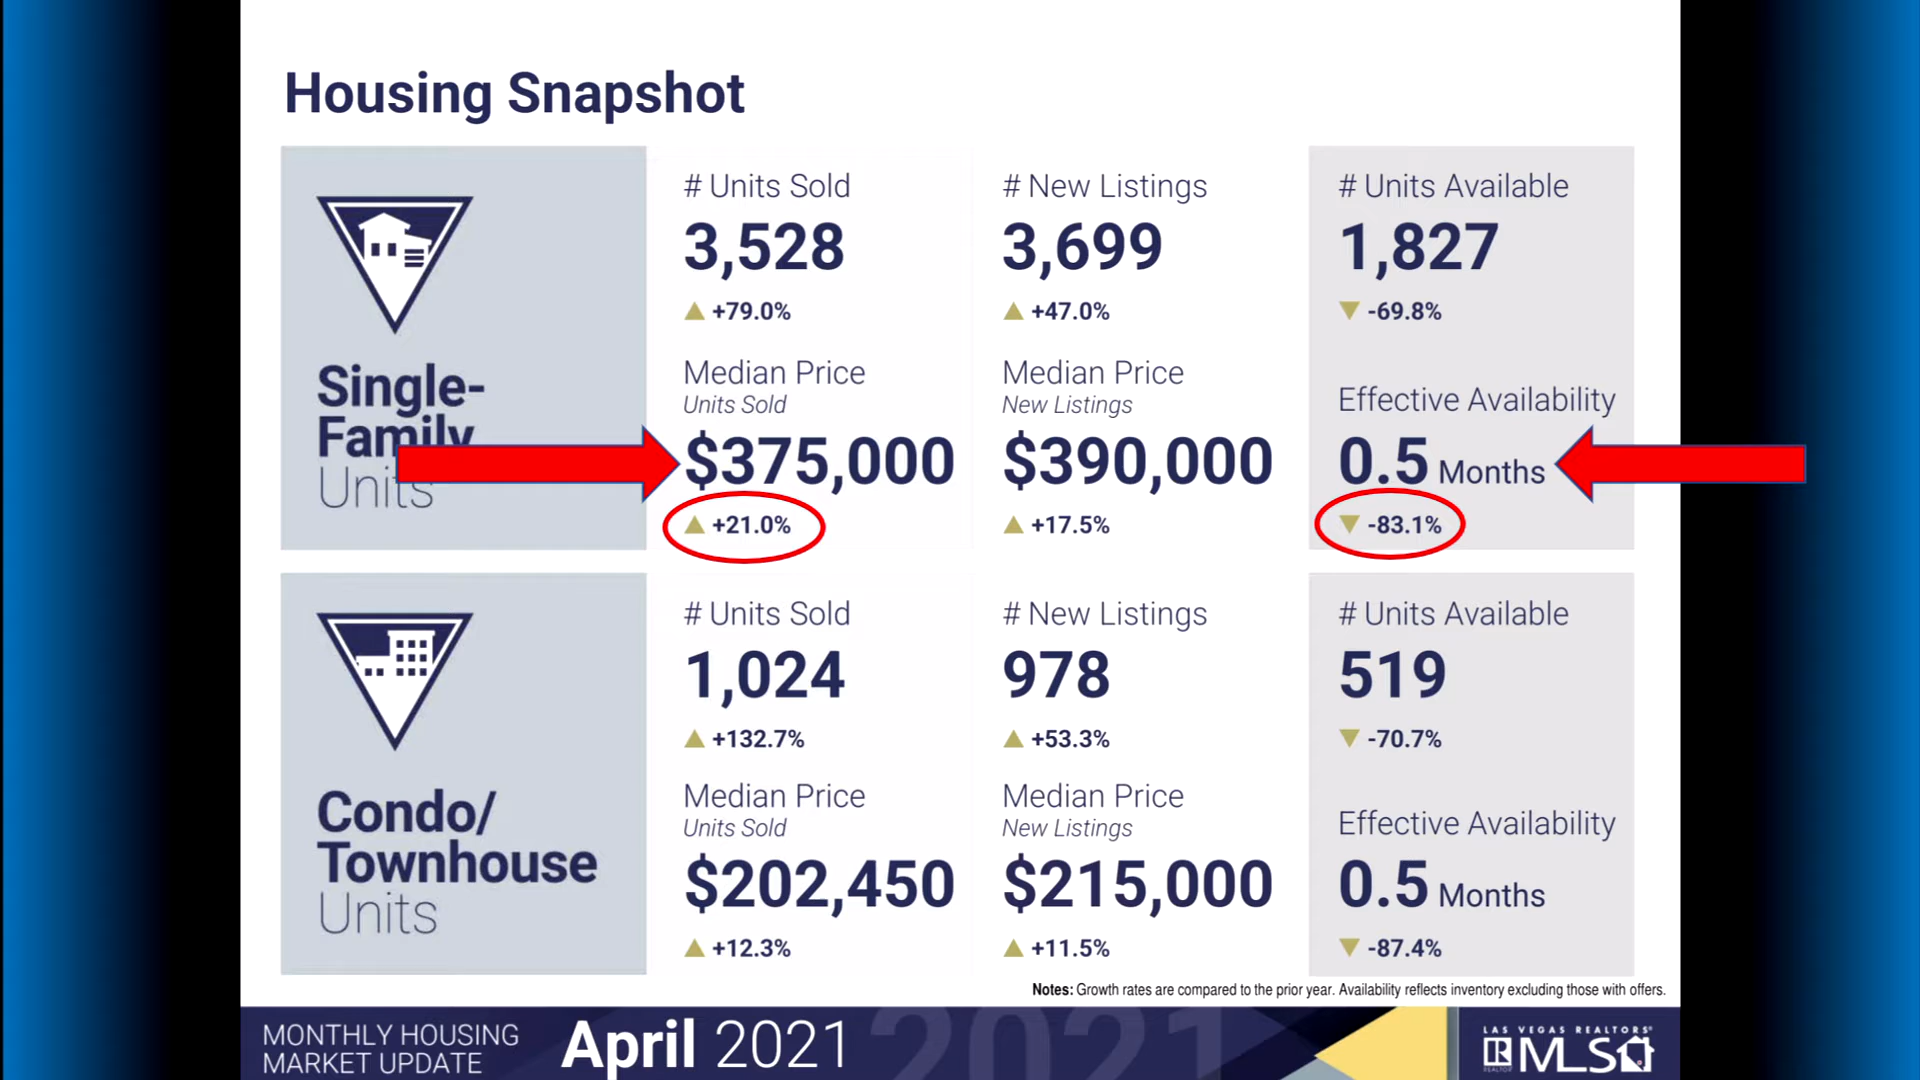 Housing Snapshot
Single-
Family
Units
# Units Sold
3,528
+79.0%
Median Price
Units Sold
$375,000
+21.0%
# New Listings
3,699
+47.0%
Median Price
New Listings
$390,000
+17.5%
# Units Available
1,827
-69.8%
Effective Availability
0.5 Months
-83.1%
Condo/
Townhouse
Units
# Units Sold
1,024
+132.7%
Median Price
Units Sold
$202,450
+12.3%
# New Listings
978
+53.3%
Median Price
New Listings
$215,000
+11.5%
# Units Available
519
-70.7%
Effective Availability
0.5 Months
-87.4%
Notes: Growth rates are compared to the prior year. Availability reflects inventory excluding those with offers.
MONTHLY HOUSING
MARKET UPDATE
April 2021
2021
LAS VEGAS REALTORS®
REALTOR
MLS